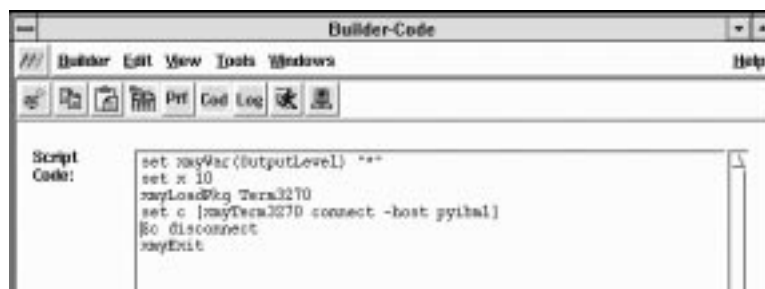 Builder-Code
Builder Edit View Tools Windows Help
Prf Cod Log
Script
Code:
set xmyVar(OutputLevel) "*"
set x 10
xmyLoadPkg Term3270
set c [xmyTerm3270 connect -host pyibm1]
$c disconnect
xmyExit